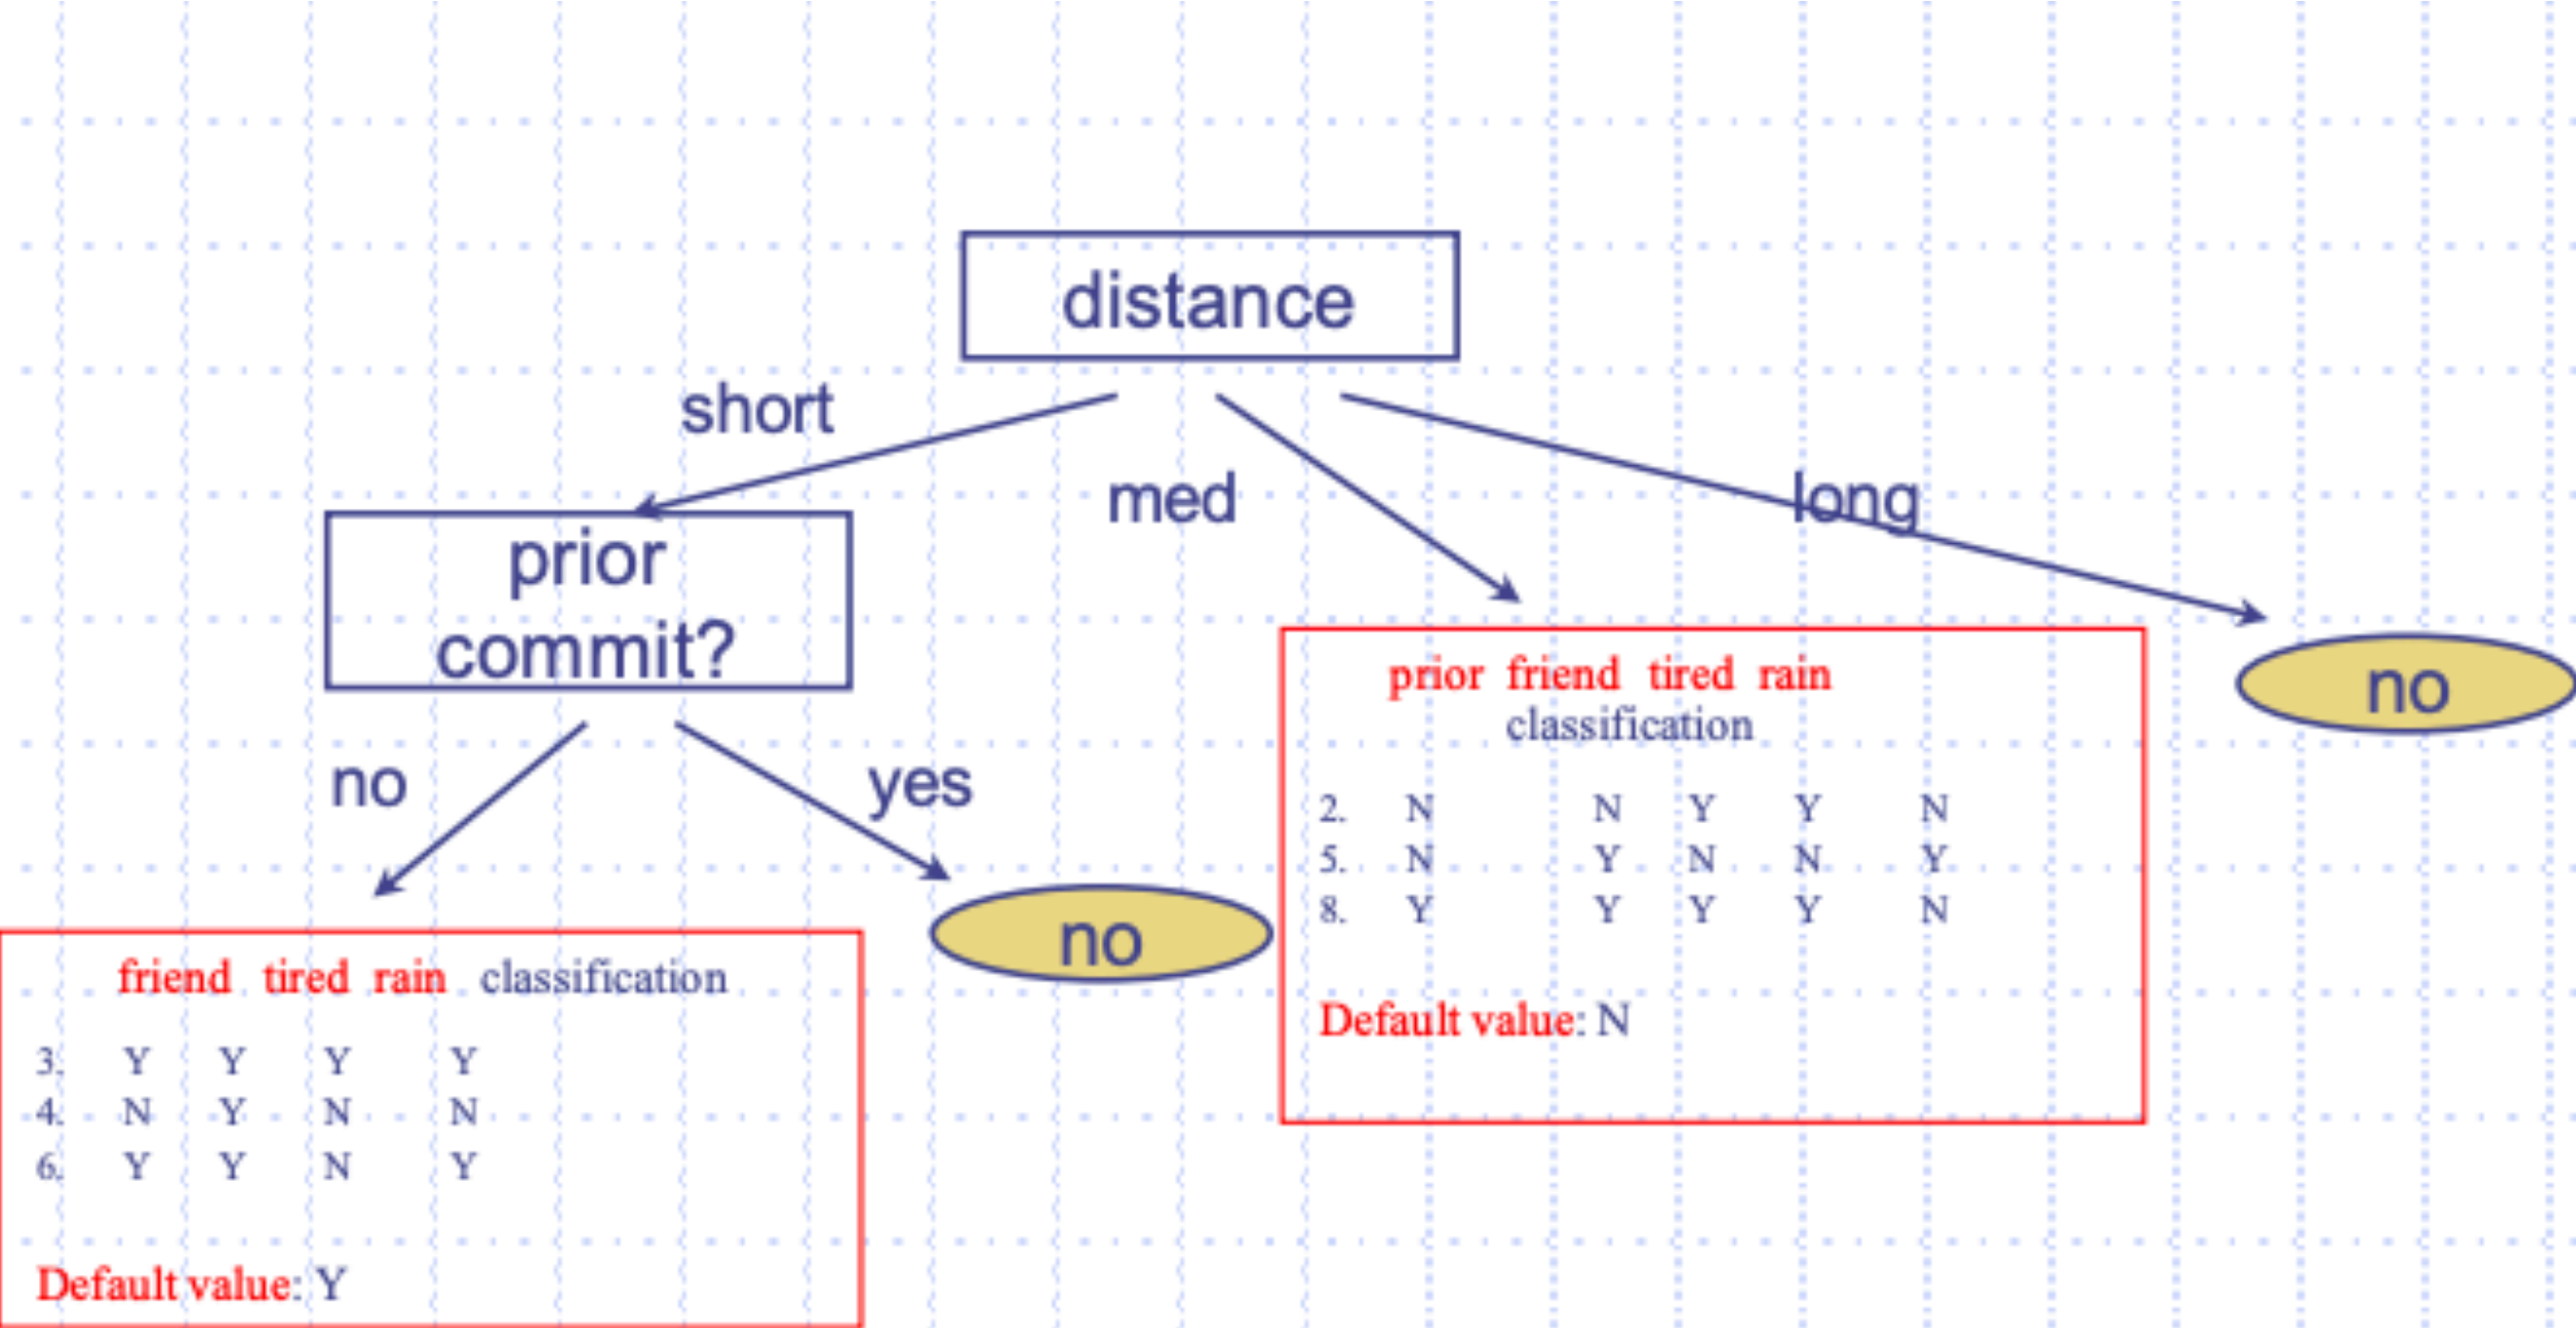 distance
short
med
long
prior
commit?
no
yes
no
no
prior friend tired rain
classification
2. N N Y Y N
5. N Y N N Y
8. Y Y Y Y N
Default value: N
friend tired rain classification
3. Y Y Y Y
4. N Y N N
6. Y Y N Y
Default value: Y